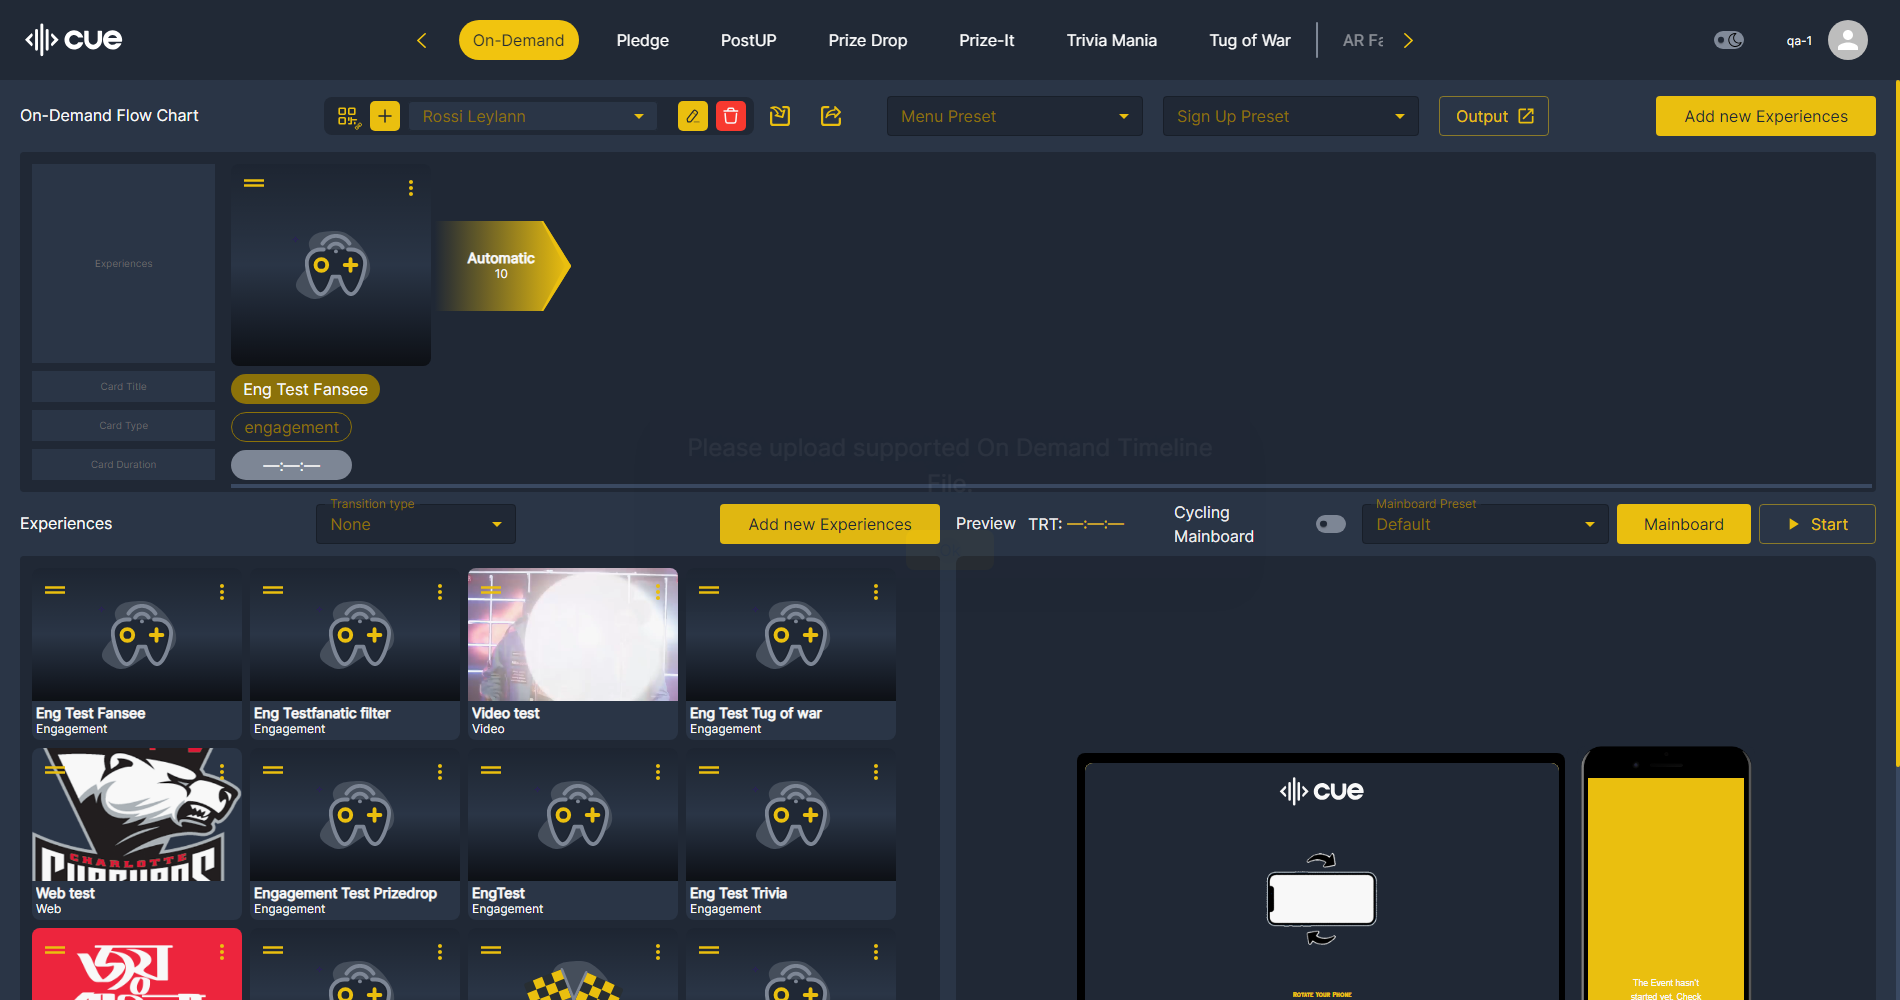 cue
On-Demand
Pledge
PostUP
Prize Drop
Prize-It
Trivia Mania
Tug of War
AR Fa
qa-1
On-Demand Flow Chart
Rossi Leylann
Menu Preset
Sign Up Preset
Output
Add new Experiences
Experiences
Automatic
10
Card Title
Eng Test Fansee
Card Type
engagement
Card Duration
—:—:—
Please upload supported On Demand Timeline
File.
Experiences
Transition type
None
Add new Experiences
Preview
TRT: —:—:—
Cycling
Mainboard
Mainboard Preset
Default
Mainboard
Start
Eng Test Fansee
Engagement
Eng Testfanatic filter
Engagement
Video test
Video
Eng Test Tug of war
Engagement
CHARLOTTE
Web test
Web
Engagement Test Prizedrop
Engagement
EngTest
Engagement
Eng Test Trivia
Engagement
জয়
cue
Rotate Your Phone
The Event hasn't
started yet. Check